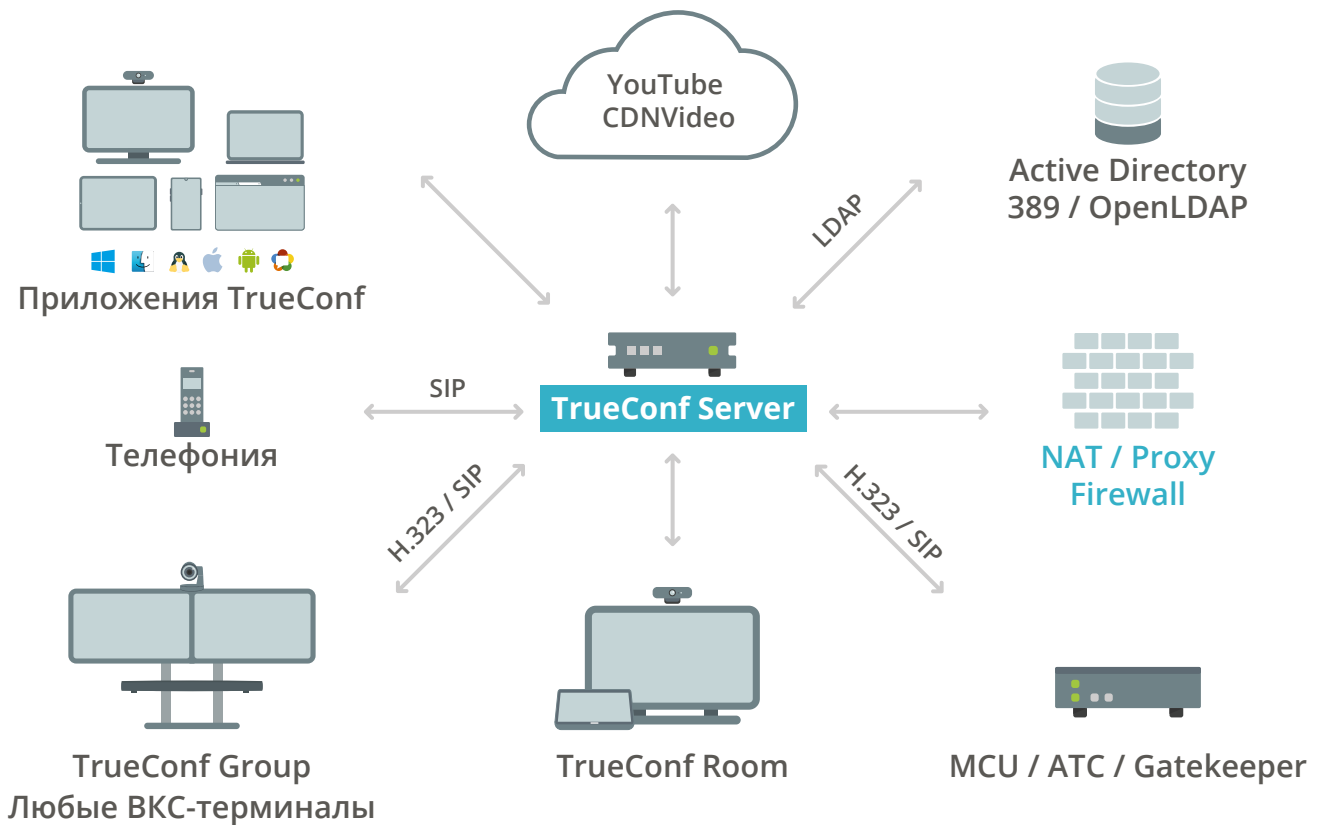 YouTube
CDNVideo
Active Directory
389 / OpenLDAP
LDAP
Приложения TrueConf
SIP
TrueConf Server
Телефония
NAT / Proxy
Firewall
H.323 / SIP
H.323 / SIP
TrueConf Group
Любые ВКС-терминалы
TrueConf Room
MCU / ATC / Gatekeeper